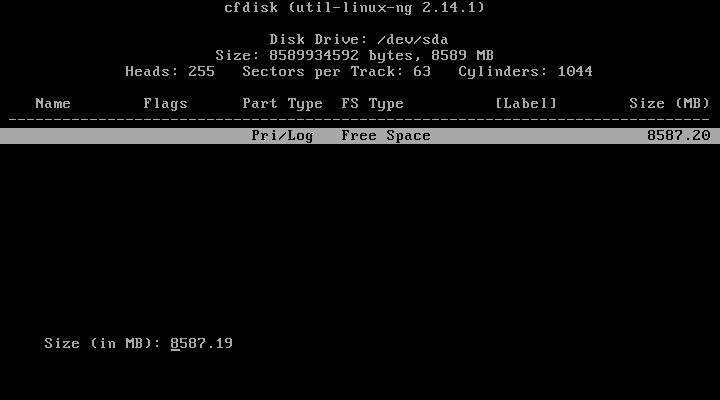 cfdisk (util-linux-ng 2.14.1)
Disk Drive: /dev/sda
Size: 8589934592 bytes, 8589 MB
Heads: 255   Sectors per Track: 63   Cylinders: 1044
Name   Flags   Part Type   FS Type   [Label]   Size (MB)
Pri/Log   Free Space   8587.20
Size (in MB): 8587.19